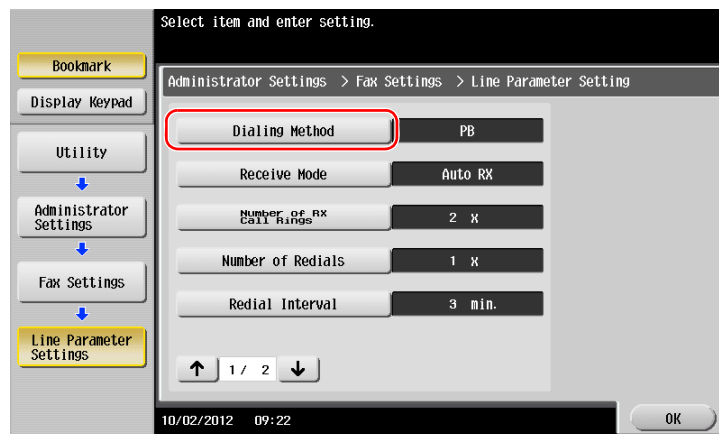 Select item and enter setting.
Bookmark
Display Keypad
Utility
Administrator
Settings
Fax Settings
Line Parameter
Settings
Administrator Settings > Fax Settings > Line Parameter Setting
Dialing Method PB
Receive Mode Auto RX
Number of RX
Call Rings 2 X
Number of Redials 1 X
Redial Interval 3 min.
↑ 1/ 2 ↓
10/02/2012 09:22
OK